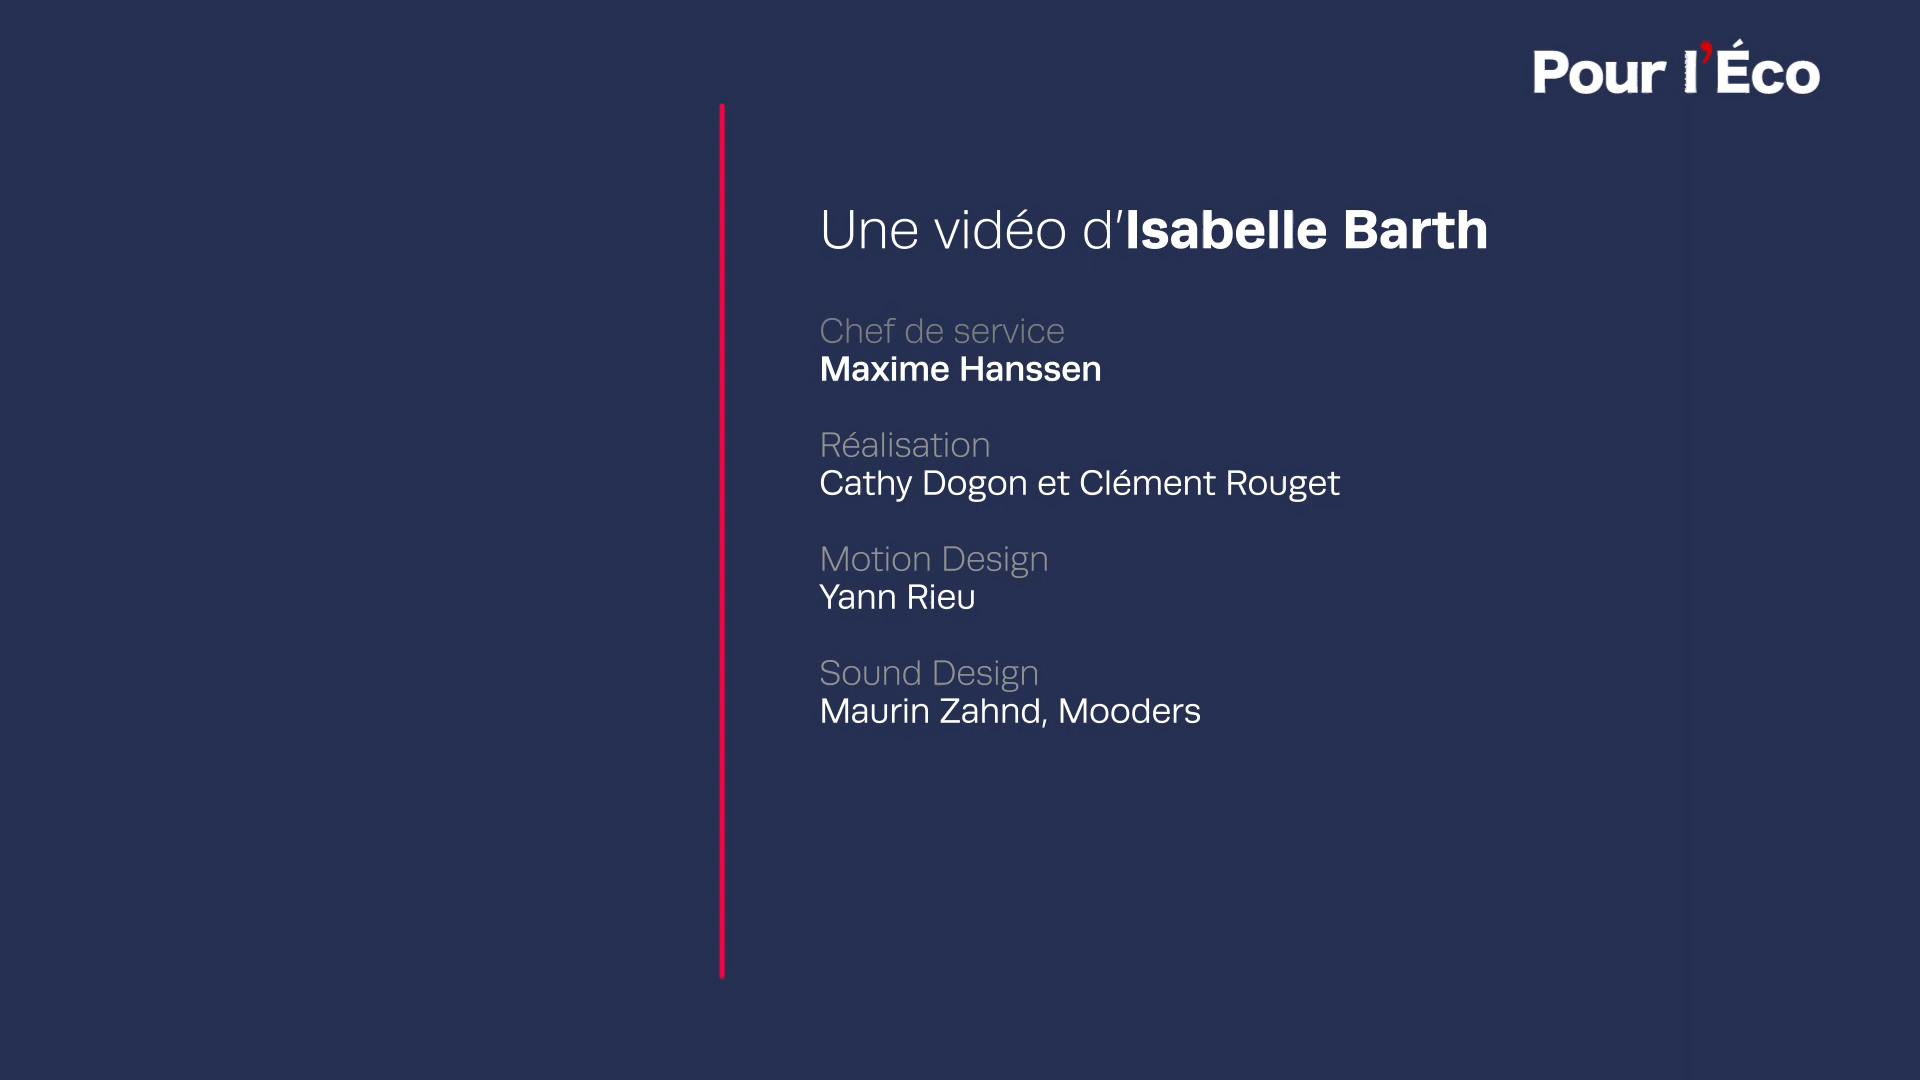 Pour l'Éco
Une vidéo d'Isabelle Barth
Chef de service
Maxime Hanssen
Réalisation
Cathy Dogon et Clément Rouget
Motion Design
Yann Rieu
Sound Design
Maurin Zahnd, Mooders